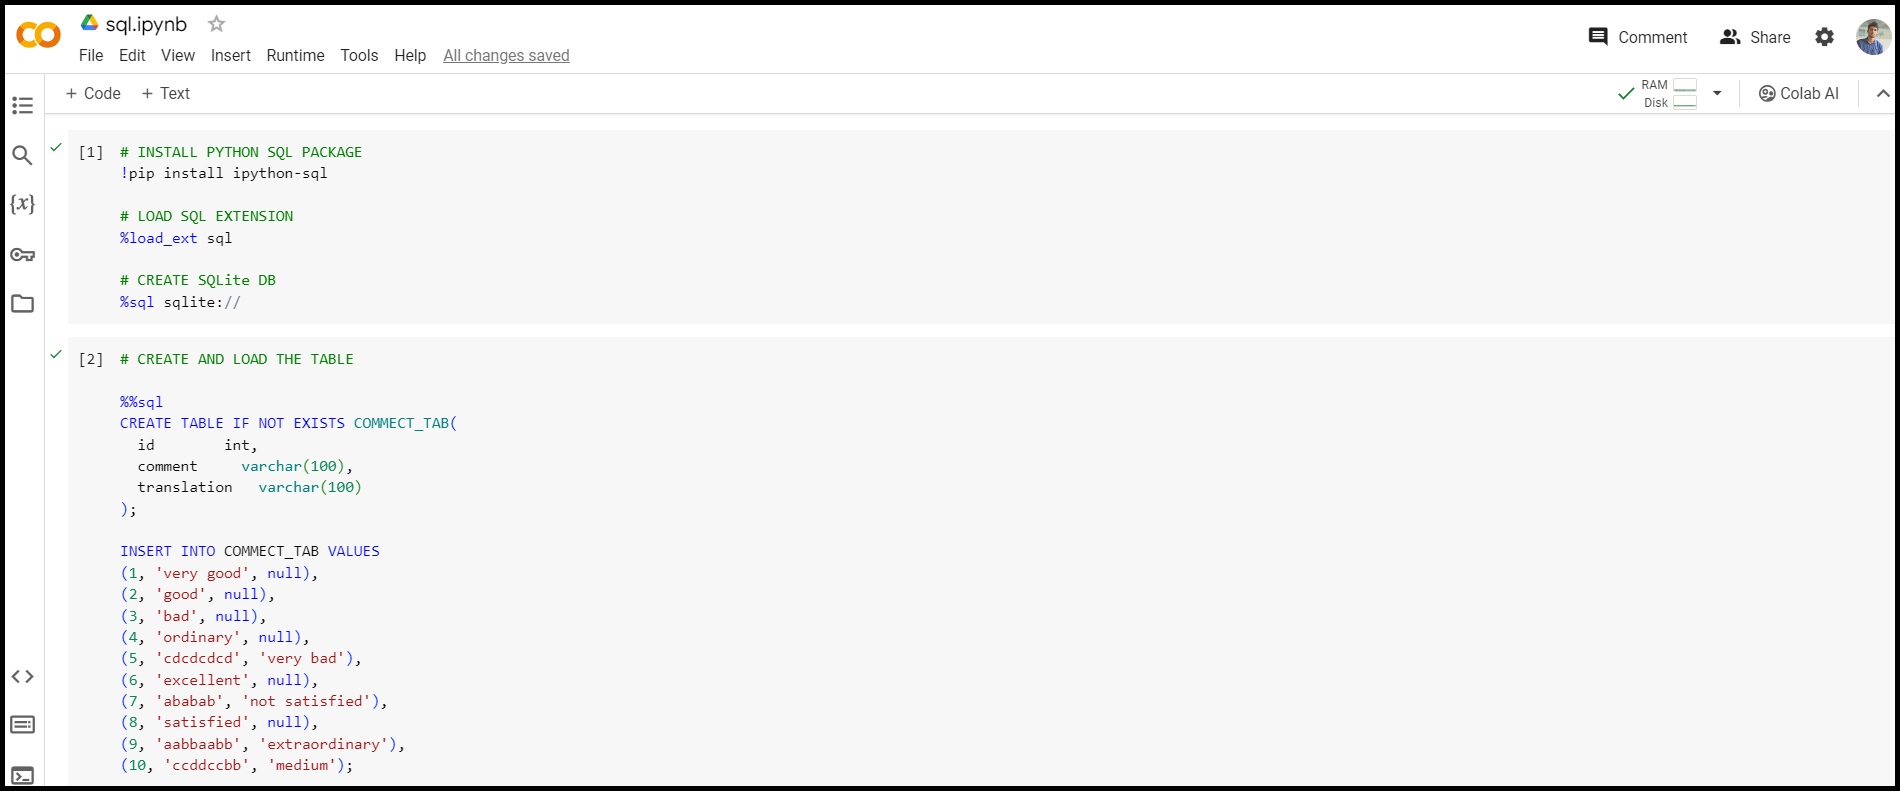 sql.ipynb
File Edit View Insert Runtime Tools Help All changes saved
Comment Share
+ Code + Text
RAM
Disk
Colab AI
[1] # INSTALL PYTHON SQL PACKAGE
!pip install ipython-sql
# LOAD SQL EXTENSION
%load_ext sql
# CREATE SQLite DB
%sql sqlite://
[2] # CREATE AND LOAD THE TABLE
%%sql
CREATE TABLE IF NOT EXISTS COMMECT_TAB(
id int,
comment varchar(100),
translation varchar(100)
);
INSERT INTO COMMECT_TAB VALUES
(1, 'very good', null),
(2, 'good', null),
(3, 'bad', null),
(4, 'ordinary', null),
(5, 'cdcdcdcd', 'very bad'),
(6, 'excellent', null),
(7, 'ababab', 'not satisfied'),
(8, 'satisfied', null),
(9, 'aabbaabb', 'extraordinary'),
(10, 'ccddccbb', 'medium');